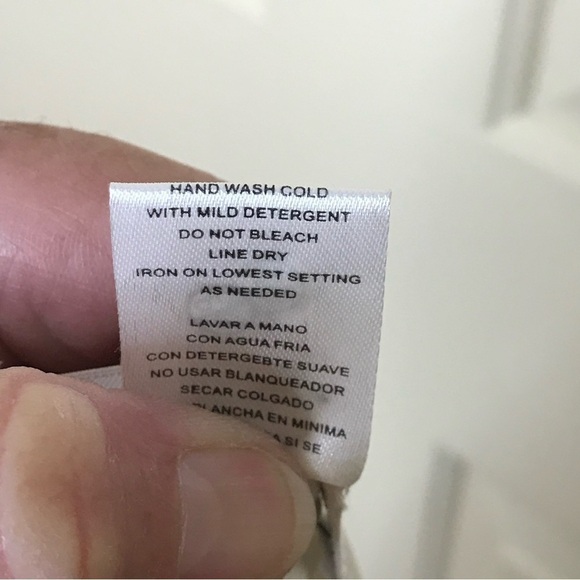 HAND WASH COLD
WITH MILD DETERGENT
DO NOT BLEACH
LINE DRY
IRON ON LOWEST SETTING
AS NEEDED
LAVAR A MANO
CON AGUA FRIA
CON DETERGEBTE SUAVE
NO USAR BLANQUEADOR
SECAR COLGADO
EN MINIMA
SI SE